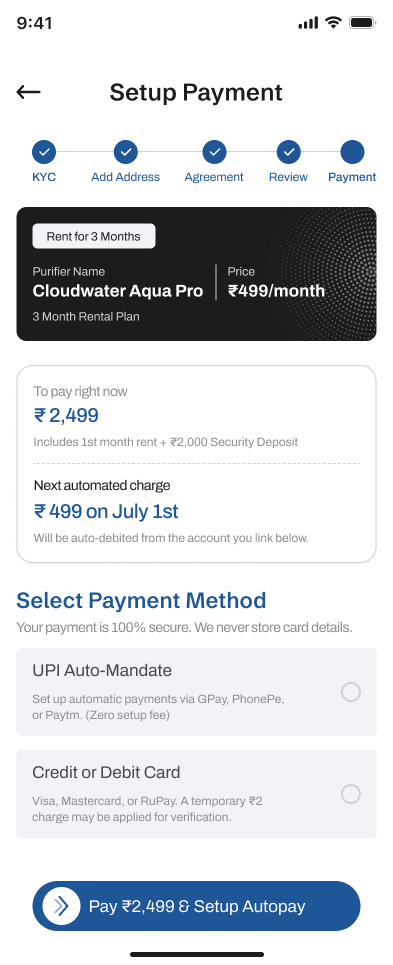 9:41
Setup Payment
KYC Add Address Agreement Review Payment
Rent for 3 Months
Purifier Name
Cloudwater Aqua Pro
Price
₹499/month
3 Month Rental Plan
To pay right now
₹ 2,499
Includes 1st month rent + ₹2,000 Security Deposit
Next automated charge
₹ 499 on July 1st
Will be auto-debited from the account you link below.
Select Payment Method
Your payment is 100% secure. We never store card details.
UPI Auto-Mandate
Set up automatic payments via GPay, PhonePe,
or Paytm. (Zero setup fee)
Credit or Debit Card
Visa, Mastercard, or RuPay. A temporary ₹2
charge may be applied for verification.
Pay ₹2,499 & Setup Autopay